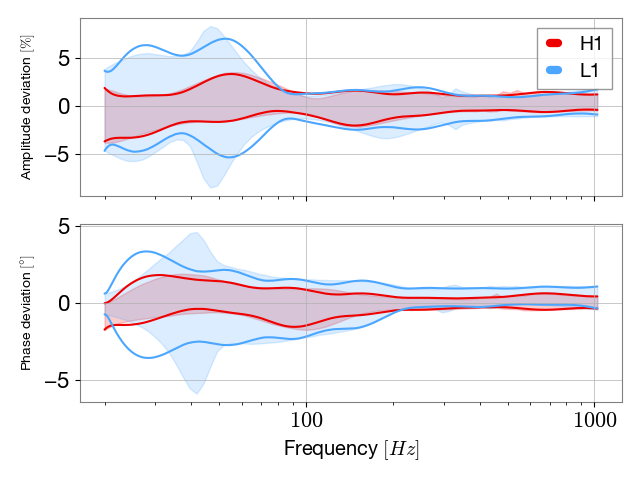 Amplitude deviation [%]
5
0
−5
H1
L1
Phase deviation [°]
5
0
−5
100
1000
Frequency [Hz]